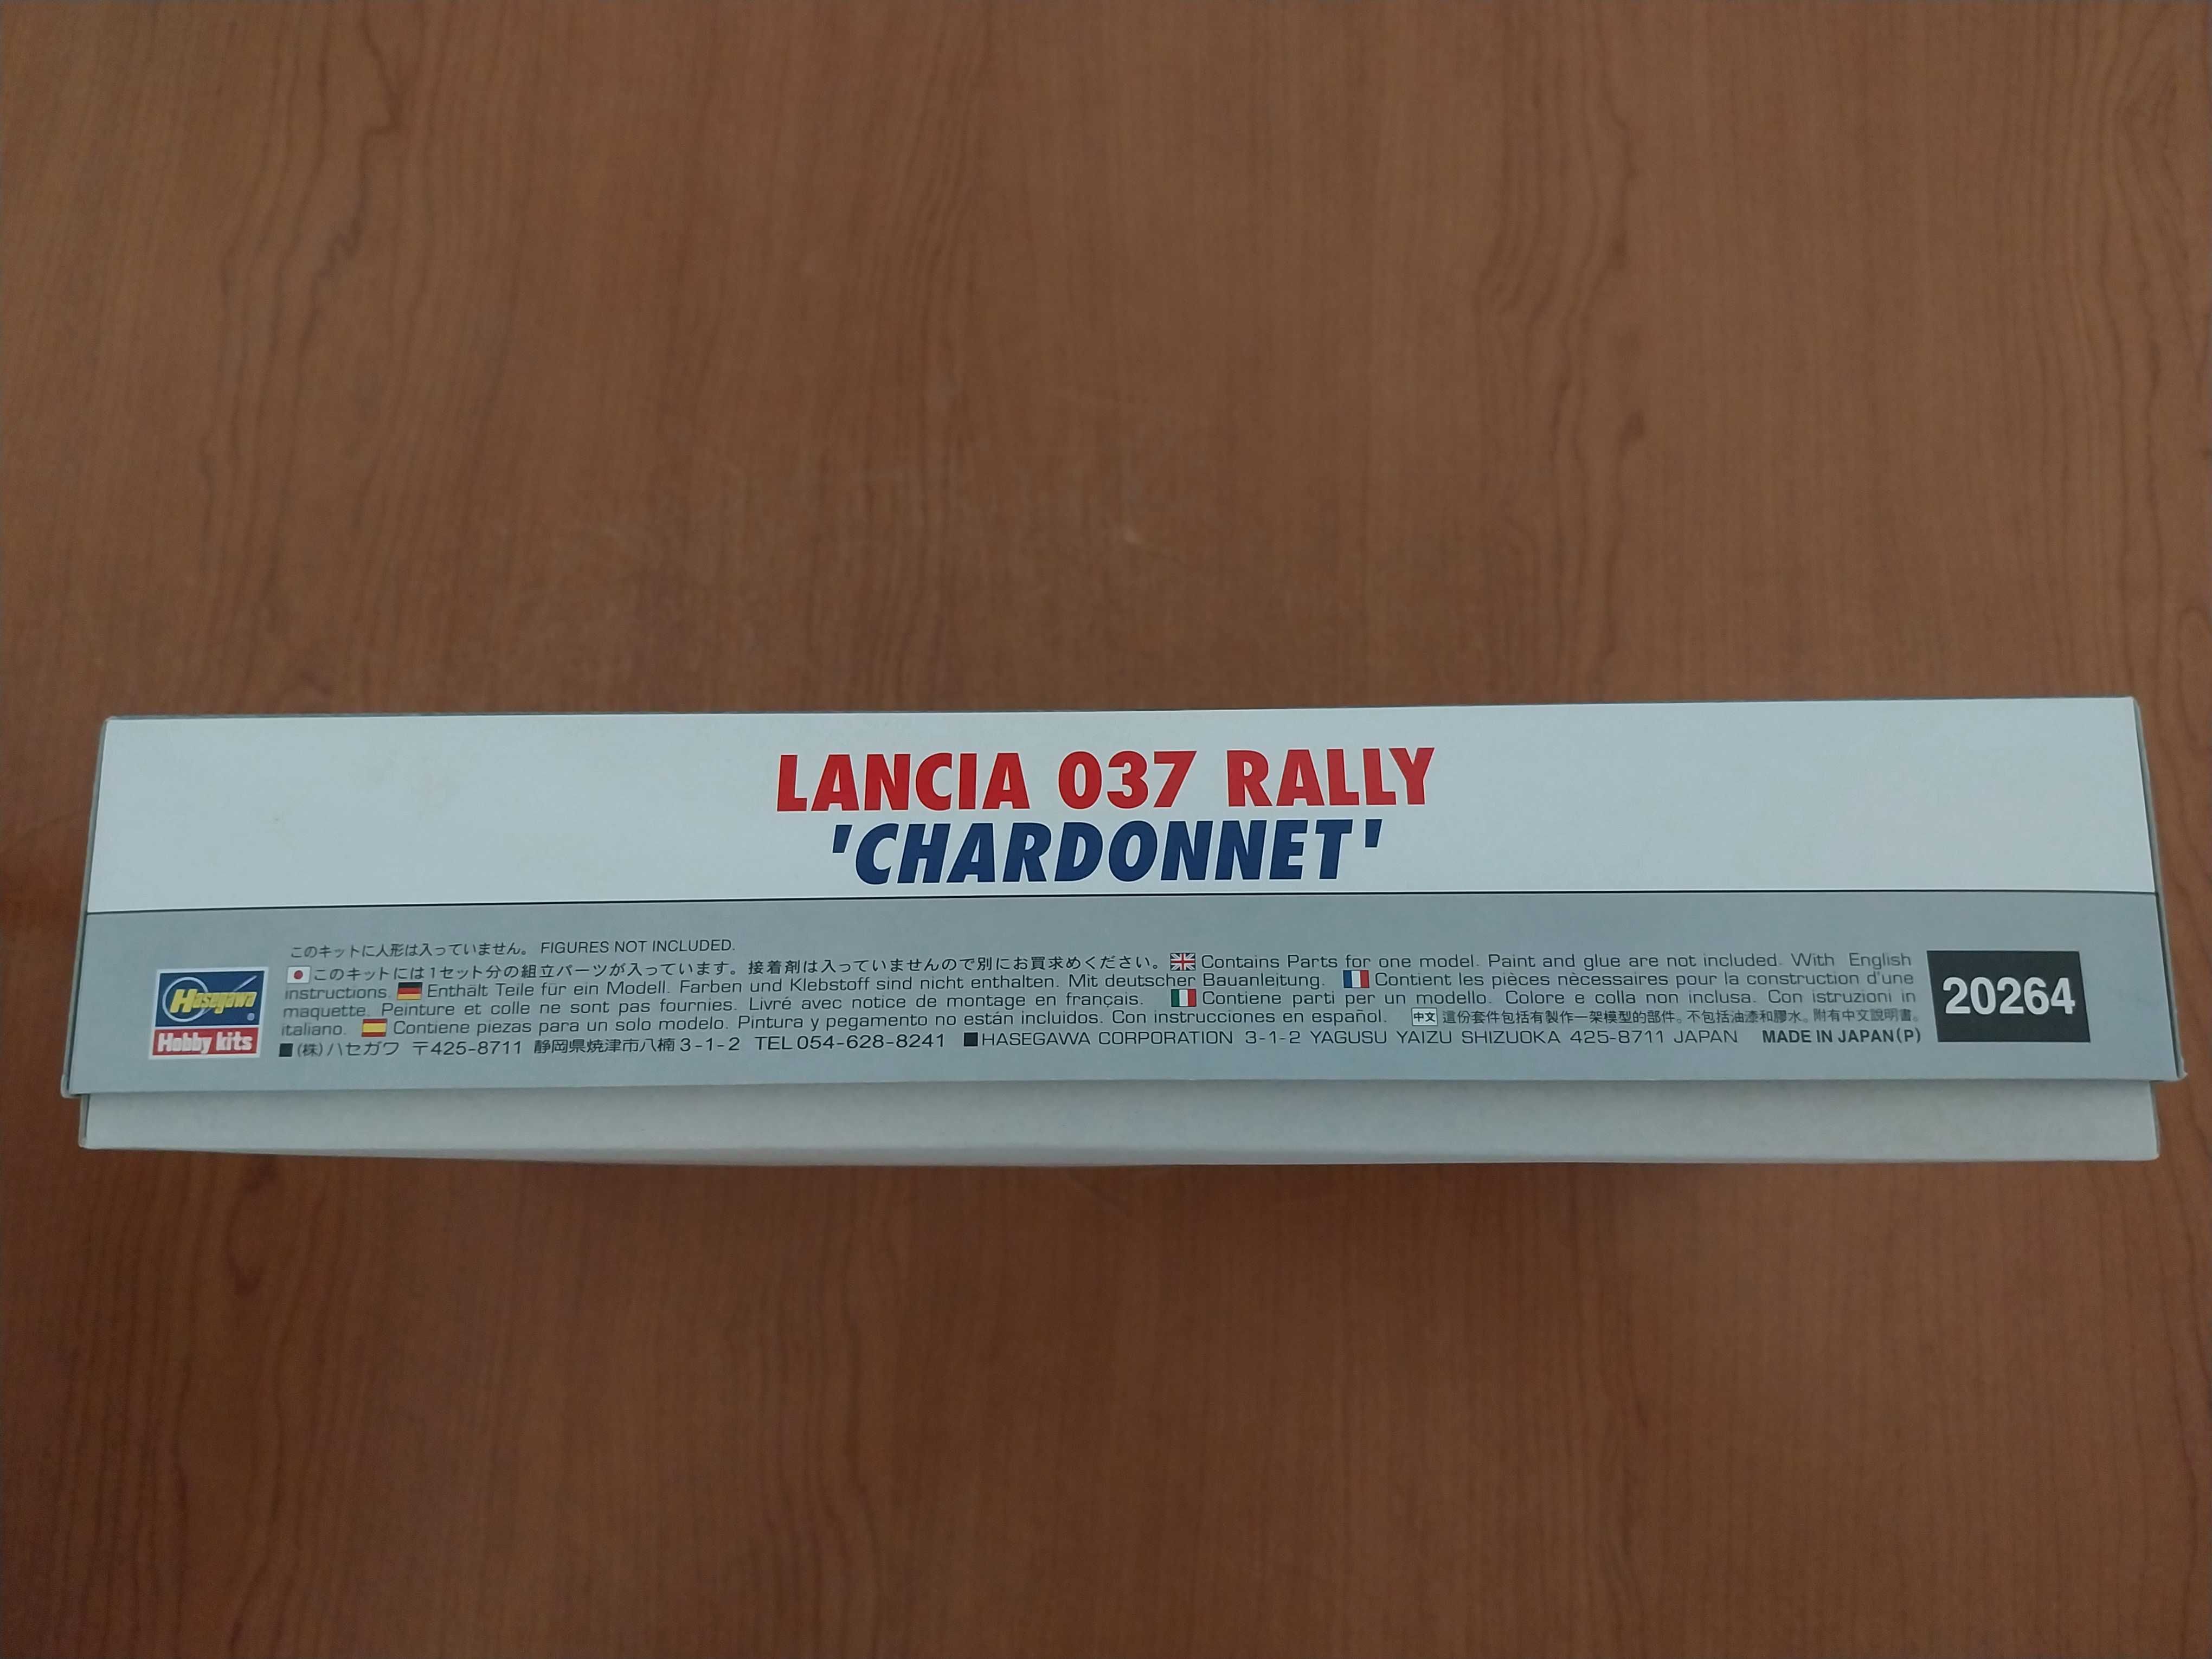 LANCIA 037 RALLY
'CHARDONNET'
このキットに人形は入っていません。 FIGURES NOT INCLUDED.
このキットには1セット分の組立パーツが入っています。接着剤は入っていませんので別にお買求めください。 Contains Parts for one model. Paint and glue are not included. With English
instructions. Enthält Teile für ein Modell. Farben und Klebstoff sind nicht enthalten. Mit deutscher Bauanleitung. Contient les pièces nècessaires pour la construction d'une
maquette. Peinture et colle ne sont pas fournies. Livré avec notice de montage en français. Contiene parti per un modello. Colore e colla non inclusa. Con istruzioni in
italiano. Contiene piezas para un solo modelo. Pintura y pegamento no están incluidos. Con instrucciones en español. 中文 這份套件包括有製作一架模型的部件。不包括油漆和膠水。附有中文說明書。
■(株)ハセガワ 〒425-8711 静岡県焼津市八楠3-1-2 TEL 054-628-8241 ■HASEGAWA CORPORATION 3-1-2 YAGUSU YAIZU SHIZUOKA 425-8711 JAPAN MADE IN JAPAN(P)
Hasegawa®
Hobby kits
20264